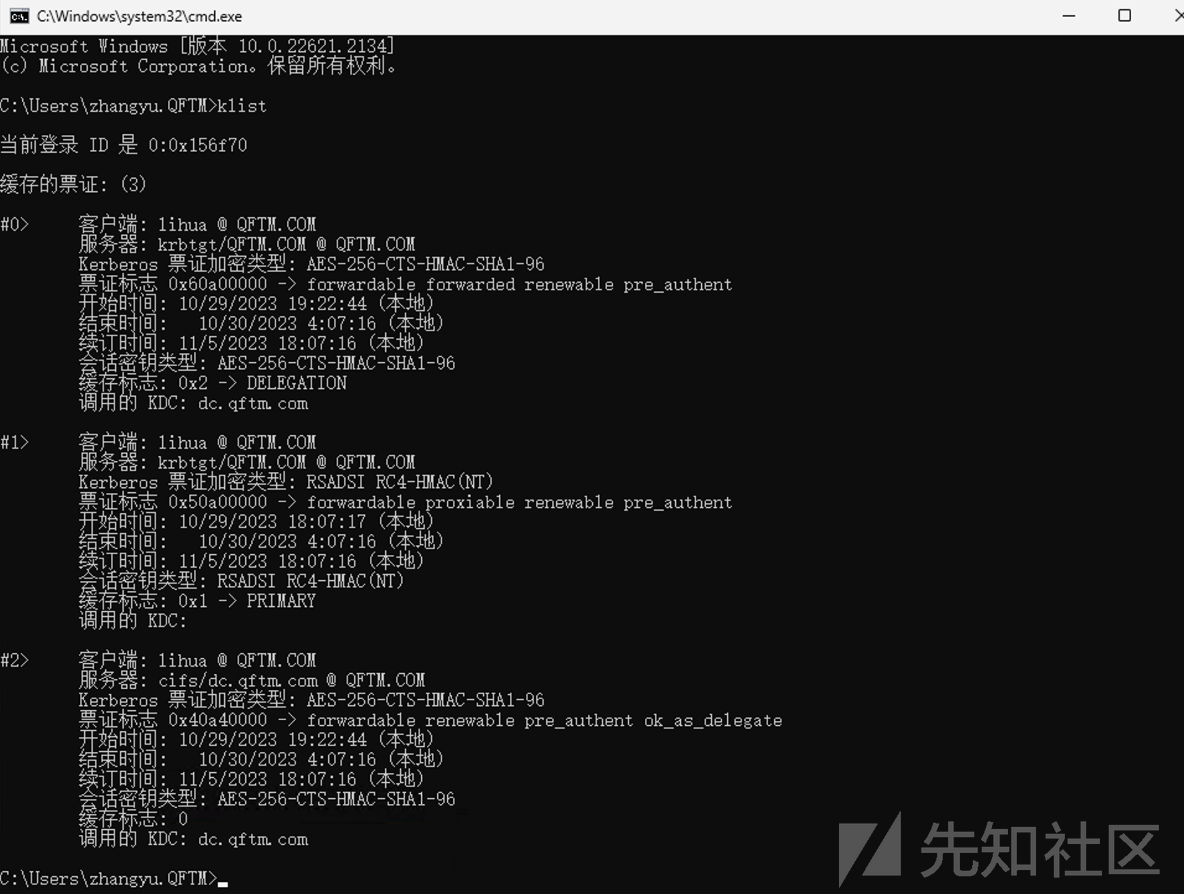 C:\Windows\system32\cmd.exe
Microsoft Windows [版本 10.0.22621.2134]
(c) Microsoft Corporation。保留所有权利。
C:\Users\zhangyu.QFTM>klist
当前登录 ID 是 0:0x156f70
缓存的票证: (3)
#0> 客户端: lihua @ QFTM.COM
服务器: krbtgt/QFTM.COM @ QFTM.COM
Kerberos 票证加密类型: AES-256-CTS-HMAC-SHA1-96
票证标志 0x60a00000 -> forwardable forwarded renewable pre_authent
开始时间: 10/29/2023 19:22:44 (本地)
结束时间: 10/30/2023 4:07:16 (本地)
续订时间: 11/5/2023 18:07:16 (本地)
会话密钥类型: AES-256-CTS-HMAC-SHA1-96
缓存标志: 0x2 -> DELEGATION
调用的 KDC: dc.qftm.com
#1> 客户端: lihua @ QFTM.COM
服务器: krbtgt/QFTM.COM @ QFTM.COM
Kerberos 票证加密类型: RSADSI RC4-HMAC(NT)
票证标志 0x50a00000 -> forwardable proxiable renewable pre_authent
开始时间: 10/29/2023 18:07:17 (本地)
结束时间: 10/30/2023 4:07:16 (本地)
续订时间: 11/5/2023 18:07:16 (本地)
会话密钥类型: RSADSI RC4-HMAC(NT)
缓存标志: 0x1 -> PRIMARY
调用的 KDC:
#2> 客户端: lihua @ QFTM.COM
服务器: cifs/dc.qftm.com @ QFTM.COM
Kerberos 票证加密类型: AES-256-CTS-HMAC-SHA1-96
票证标志 0x40a40000 -> forwardable renewable pre_authent ok_as_delegate
开始时间: 10/29/2023 19:22:44 (本地)
结束时间: 10/30/2023 4:07:16 (本地)
续订时间: 11/5/2023 18:07:16 (本地)
会话密钥类型: AES-256-CTS-HMAC-SHA1-96
缓存标志: 0
调用的 KDC: dc.qftm.com
C:\Users\zhangyu.QFTM>
先知社区